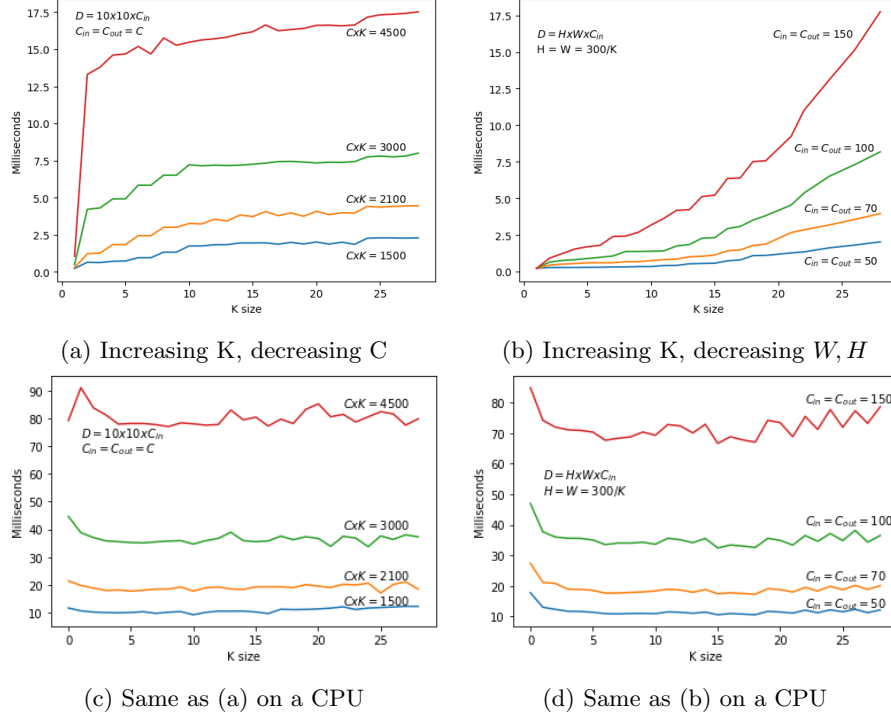 17.5
15.0
12.5
10.0
7.5
5.0
2.5
0.0
Milliseconds
D = 10x10xC_in
C_in = C_out = C
CxK = 4500
CxK = 3000
CxK = 2100
CxK = 1500
0 5 10 15 20 25
K size
(a) Increasing K, decreasing C
17.5
15.0
12.5
10.0
7.5
5.0
2.5
0.0
Milliseconds
D = HxWxC_in
H = W = 300/K
C_in = C_out = 150
C_in = C_out = 100
C_in = C_out = 70
C_in = C_out = 50
0 5 10 15 20 25
K size
(b) Increasing K, decreasing W, H
90
80
70
60
50
40
30
20
10
Milliseconds
CxK = 4500
D = 10x10xC_in
C_in = C_out = C
CxK = 3000
CxK = 2100
CxK = 1500
0 5 10 15 20 25
K size
(c) Same as (a) on a CPU
80
70
60
50
40
30
20
10
Milliseconds
C_in = C_out = 150
D = HxWxC_in
H = W = 300/K
C_in = C_out = 100
C_in = C_out = 70
C_in = C_out = 50
0 5 10 15 20 25
K size
(d) Same as (b) on a CPU